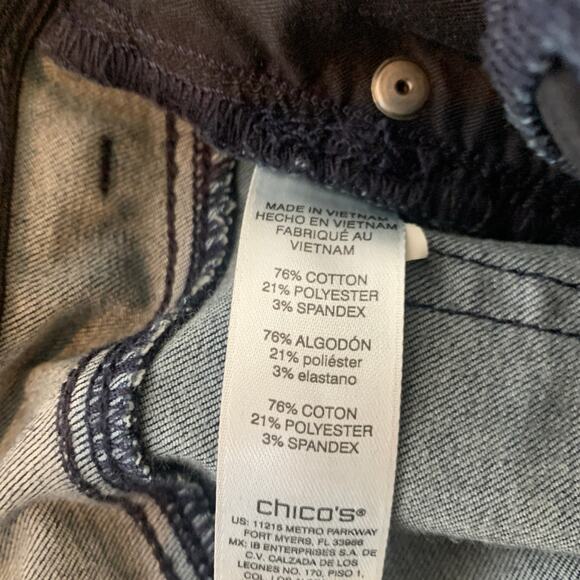 MADE IN VIETNAM
HECHO EN VIETNAM
FABRIQUÉ AU
VIETNAM
76% COTTON
21% POLYESTER
3% SPANDEX
76% ALGODÓN
21% poliéster
3% elastano
76% COTON
21% POLYESTER
3% SPANDEX
chico's®
US: 11215 METRO PARKWAY
FORT MYERS, FL 33966
MX: IB ENTERPRISES S.A. DE
C.V. CALZADA DE LOS
LEONES NO. 170, PISO 1,
COL. LOS